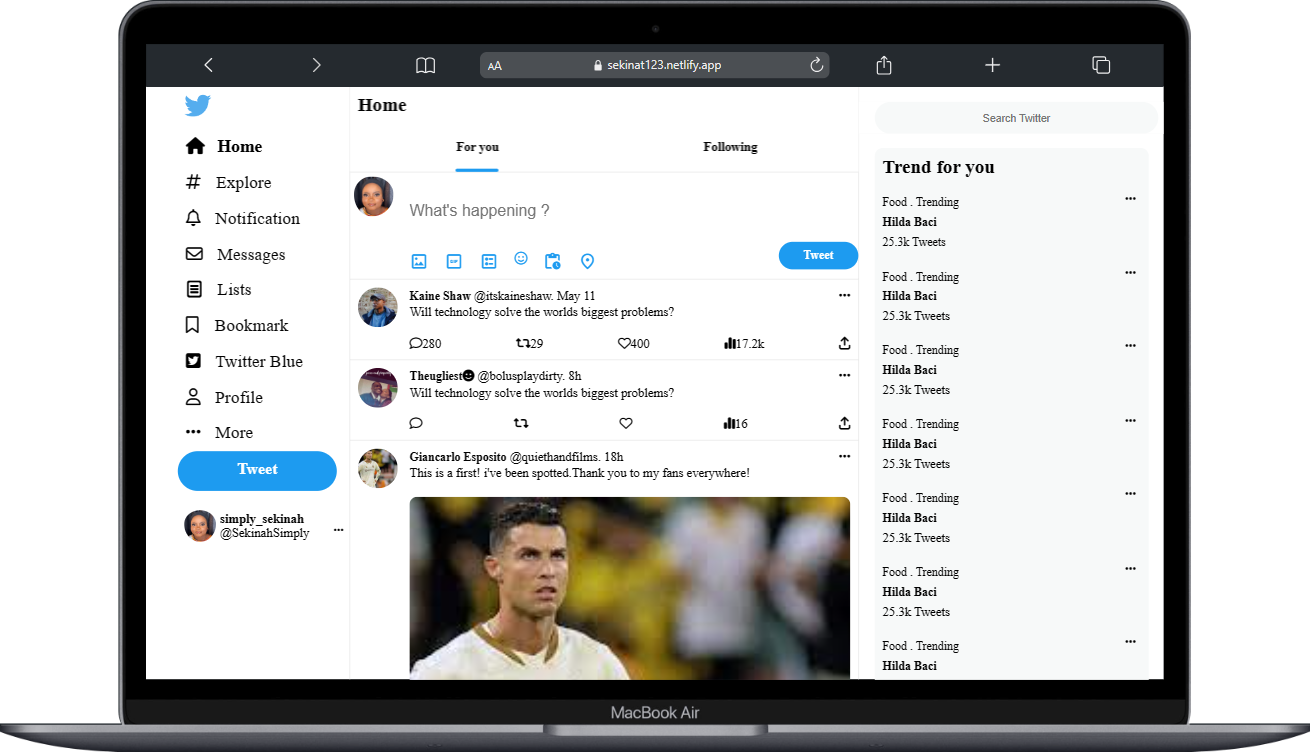 AA
sekinat123.netlify.app
Home
Explore
Notification
Messages
Lists
Bookmark
Twitter Blue
Profile
More
Tweet
simply_sekinah
@SekinahSimply
Home
For you
Following
What's happening ?
GIF
Tweet
Kaine Shaw @itskaineshaw. May 11
Will technology solve the worlds biggest problems?
280 29 400 17.2k
Theugliest @bolusplaydirty. 8h
Will technology solve the worlds biggest problems?
16
Giancarlo Esposito @quiethandfilms. 18h
This is a first! i've been spotted.Thank you to my fans everywhere!
Search Twitter
Trend for you
Food . Trending
Hilda Baci
25.3k Tweets
Food . Trending
Hilda Baci
25.3k Tweets
Food . Trending
Hilda Baci
25.3k Tweets
Food . Trending
Hilda Baci
25.3k Tweets
Food . Trending
Hilda Baci
25.3k Tweets
Food . Trending
Hilda Baci
25.3k Tweets
Food . Trending
Hilda Baci
MacBook Air